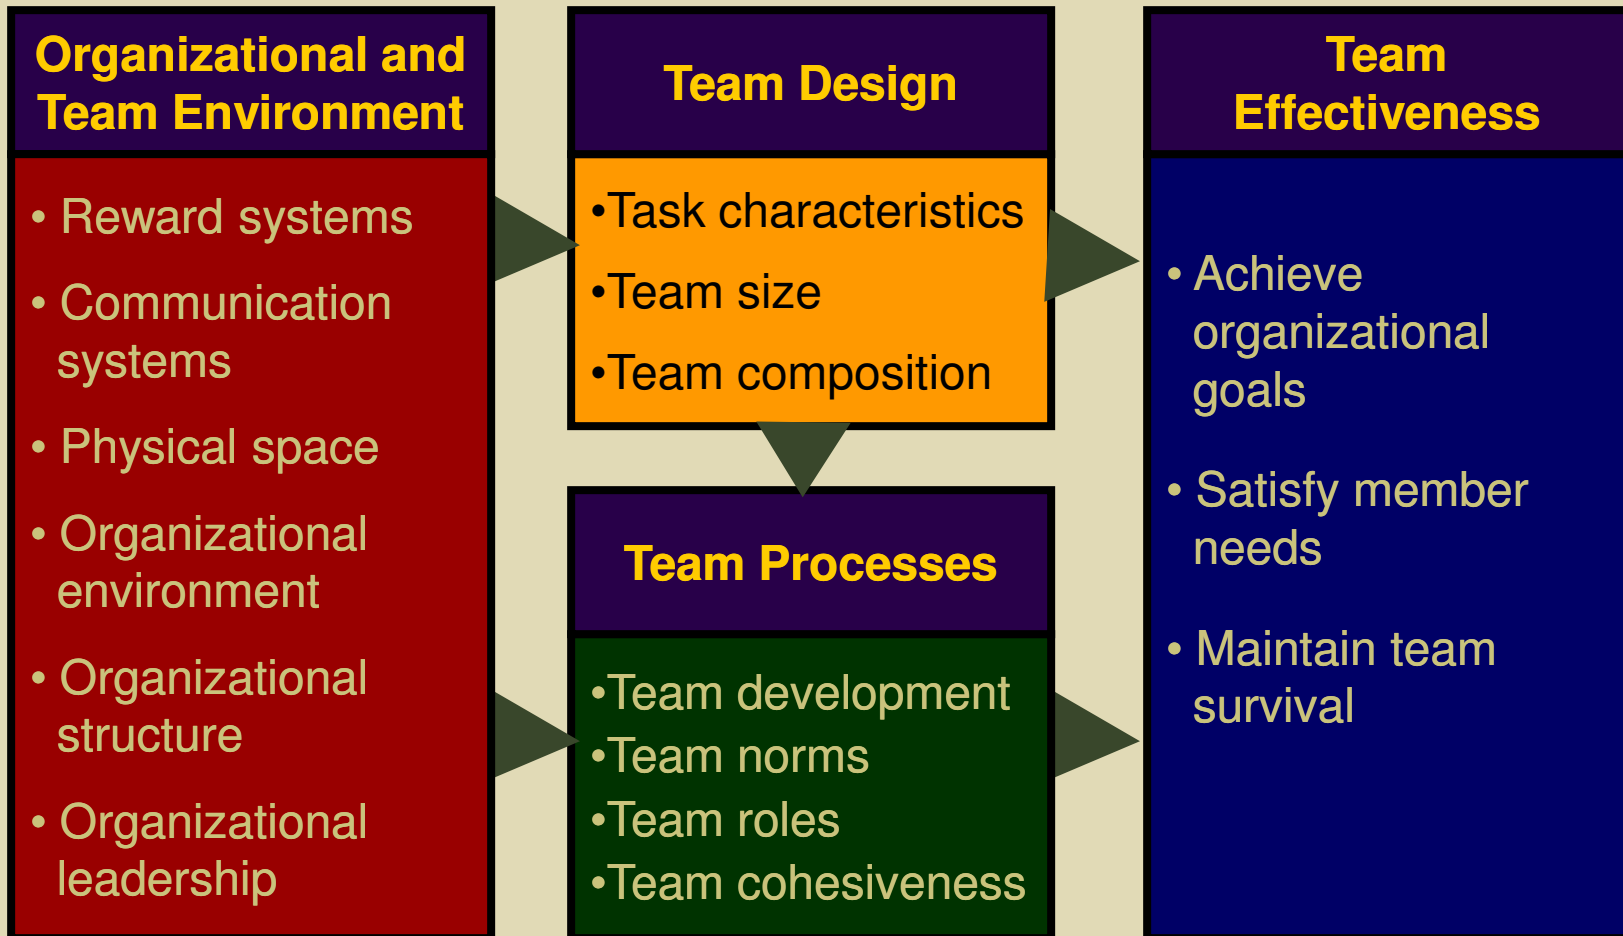 Organizational and
Team Environment
• Reward systems
• Communication
systems
• Physical space
• Organizational
environment
• Organizational
structure
• Organizational
leadership
Team Design
•Task characteristics
•Team size
•Team composition
Team Processes
•Team development
•Team norms
•Team roles
•Team cohesiveness
Team
Effectiveness
• Achieve
organizational
goals
• Satisfy member
needs
• Maintain team
survival